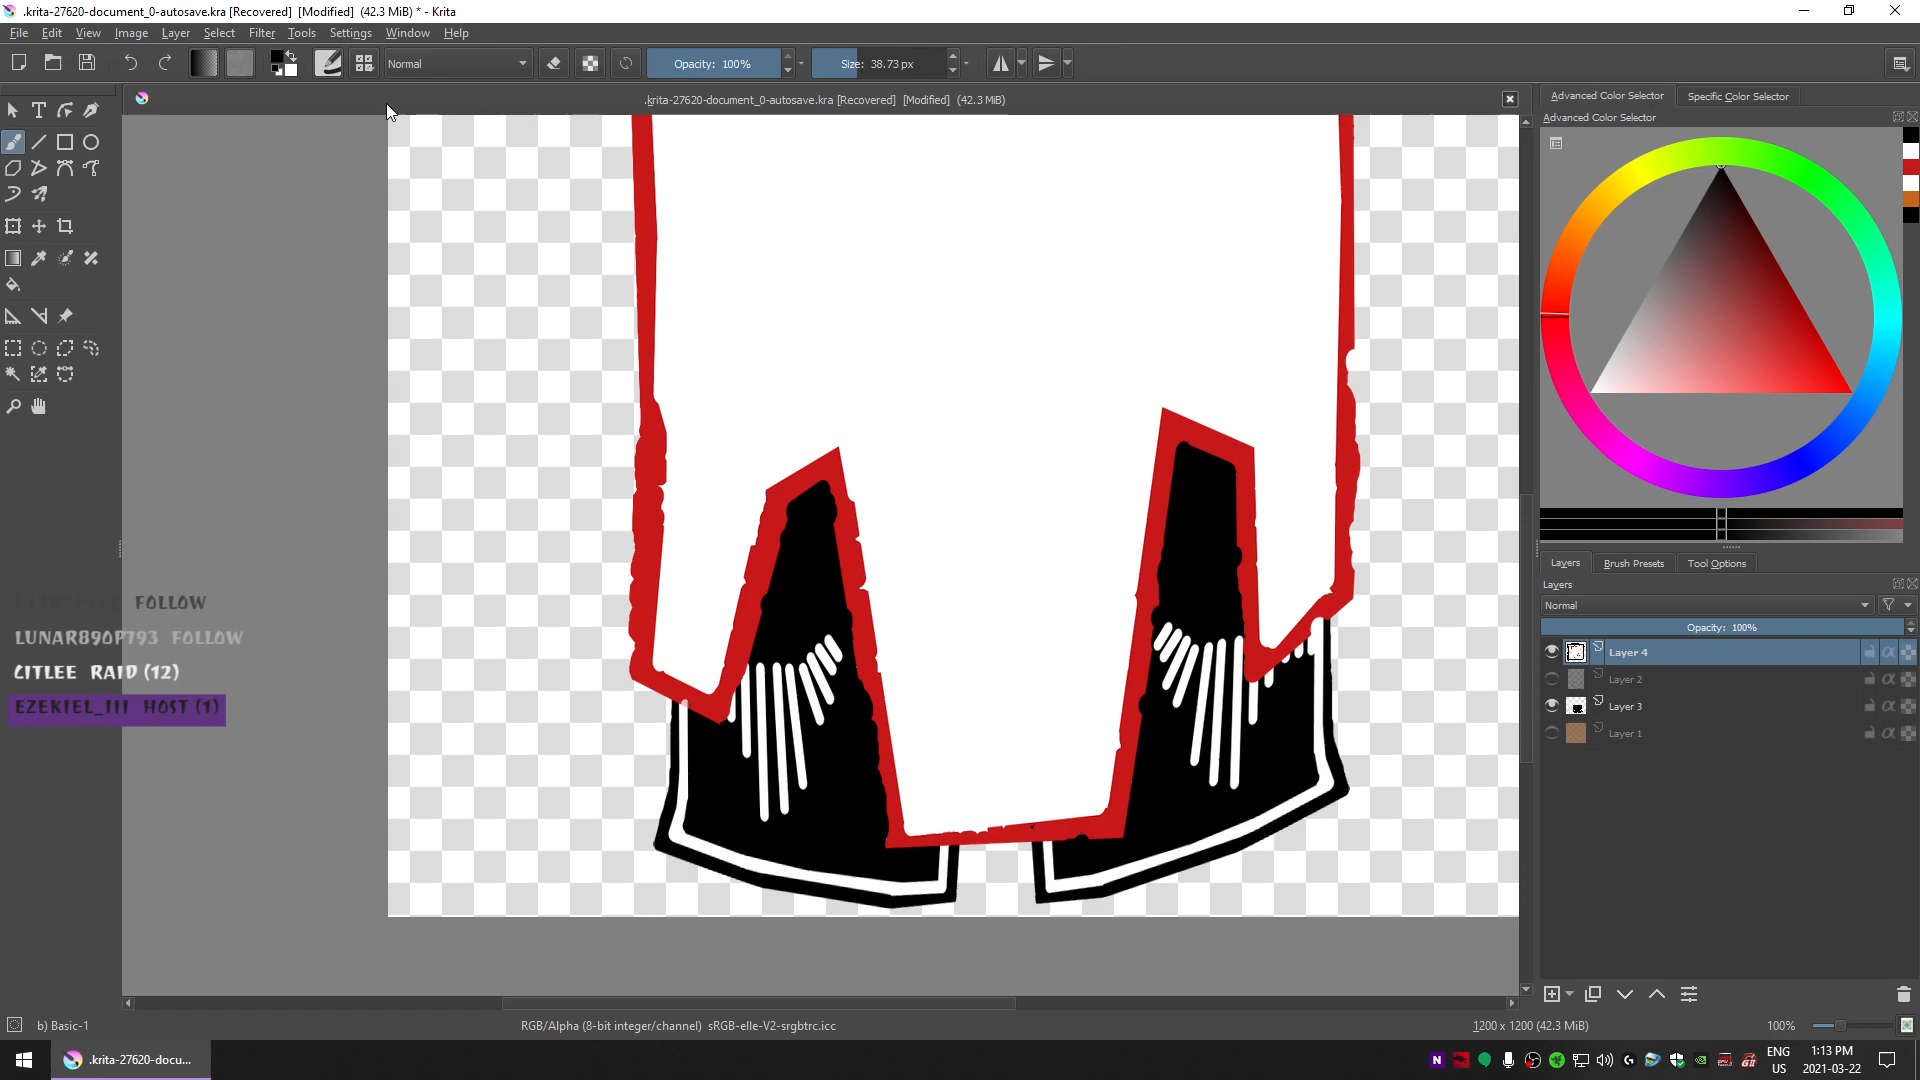 .krita-27620-document_0-autosave.kra [Recovered] [Modified] (42.3 MiB) * - Krita
File Edit View Image Layer Select Filter Tools Settings Window Help
Normal Opacity: 100% Size: 38.73 px
.krita-27620-document_0-autosave.kra [Recovered] [Modified] (42.3 MiB)
Advanced Color Selector Specific Color Selector
Advanced Color Selector
FOLLOW
LUNAR890P793 FOLLOW
CITLEE RAID (12)
EZEKIEL_III HOST (1)
Layers Brush Presets Tool Options
Layers
Normal
Opacity: 100%
Layer 4
Layer 2
Layer 3
Layer 1
b) Basic-1
RGB/Alpha (8-bit integer/channel) sRGB-elle-V2-srgbtrc.icc
1200 x 1200 (42.3 MiB)
100%
.krita-27620-docu...
ENG
US
1:13 PM
2021-03-22